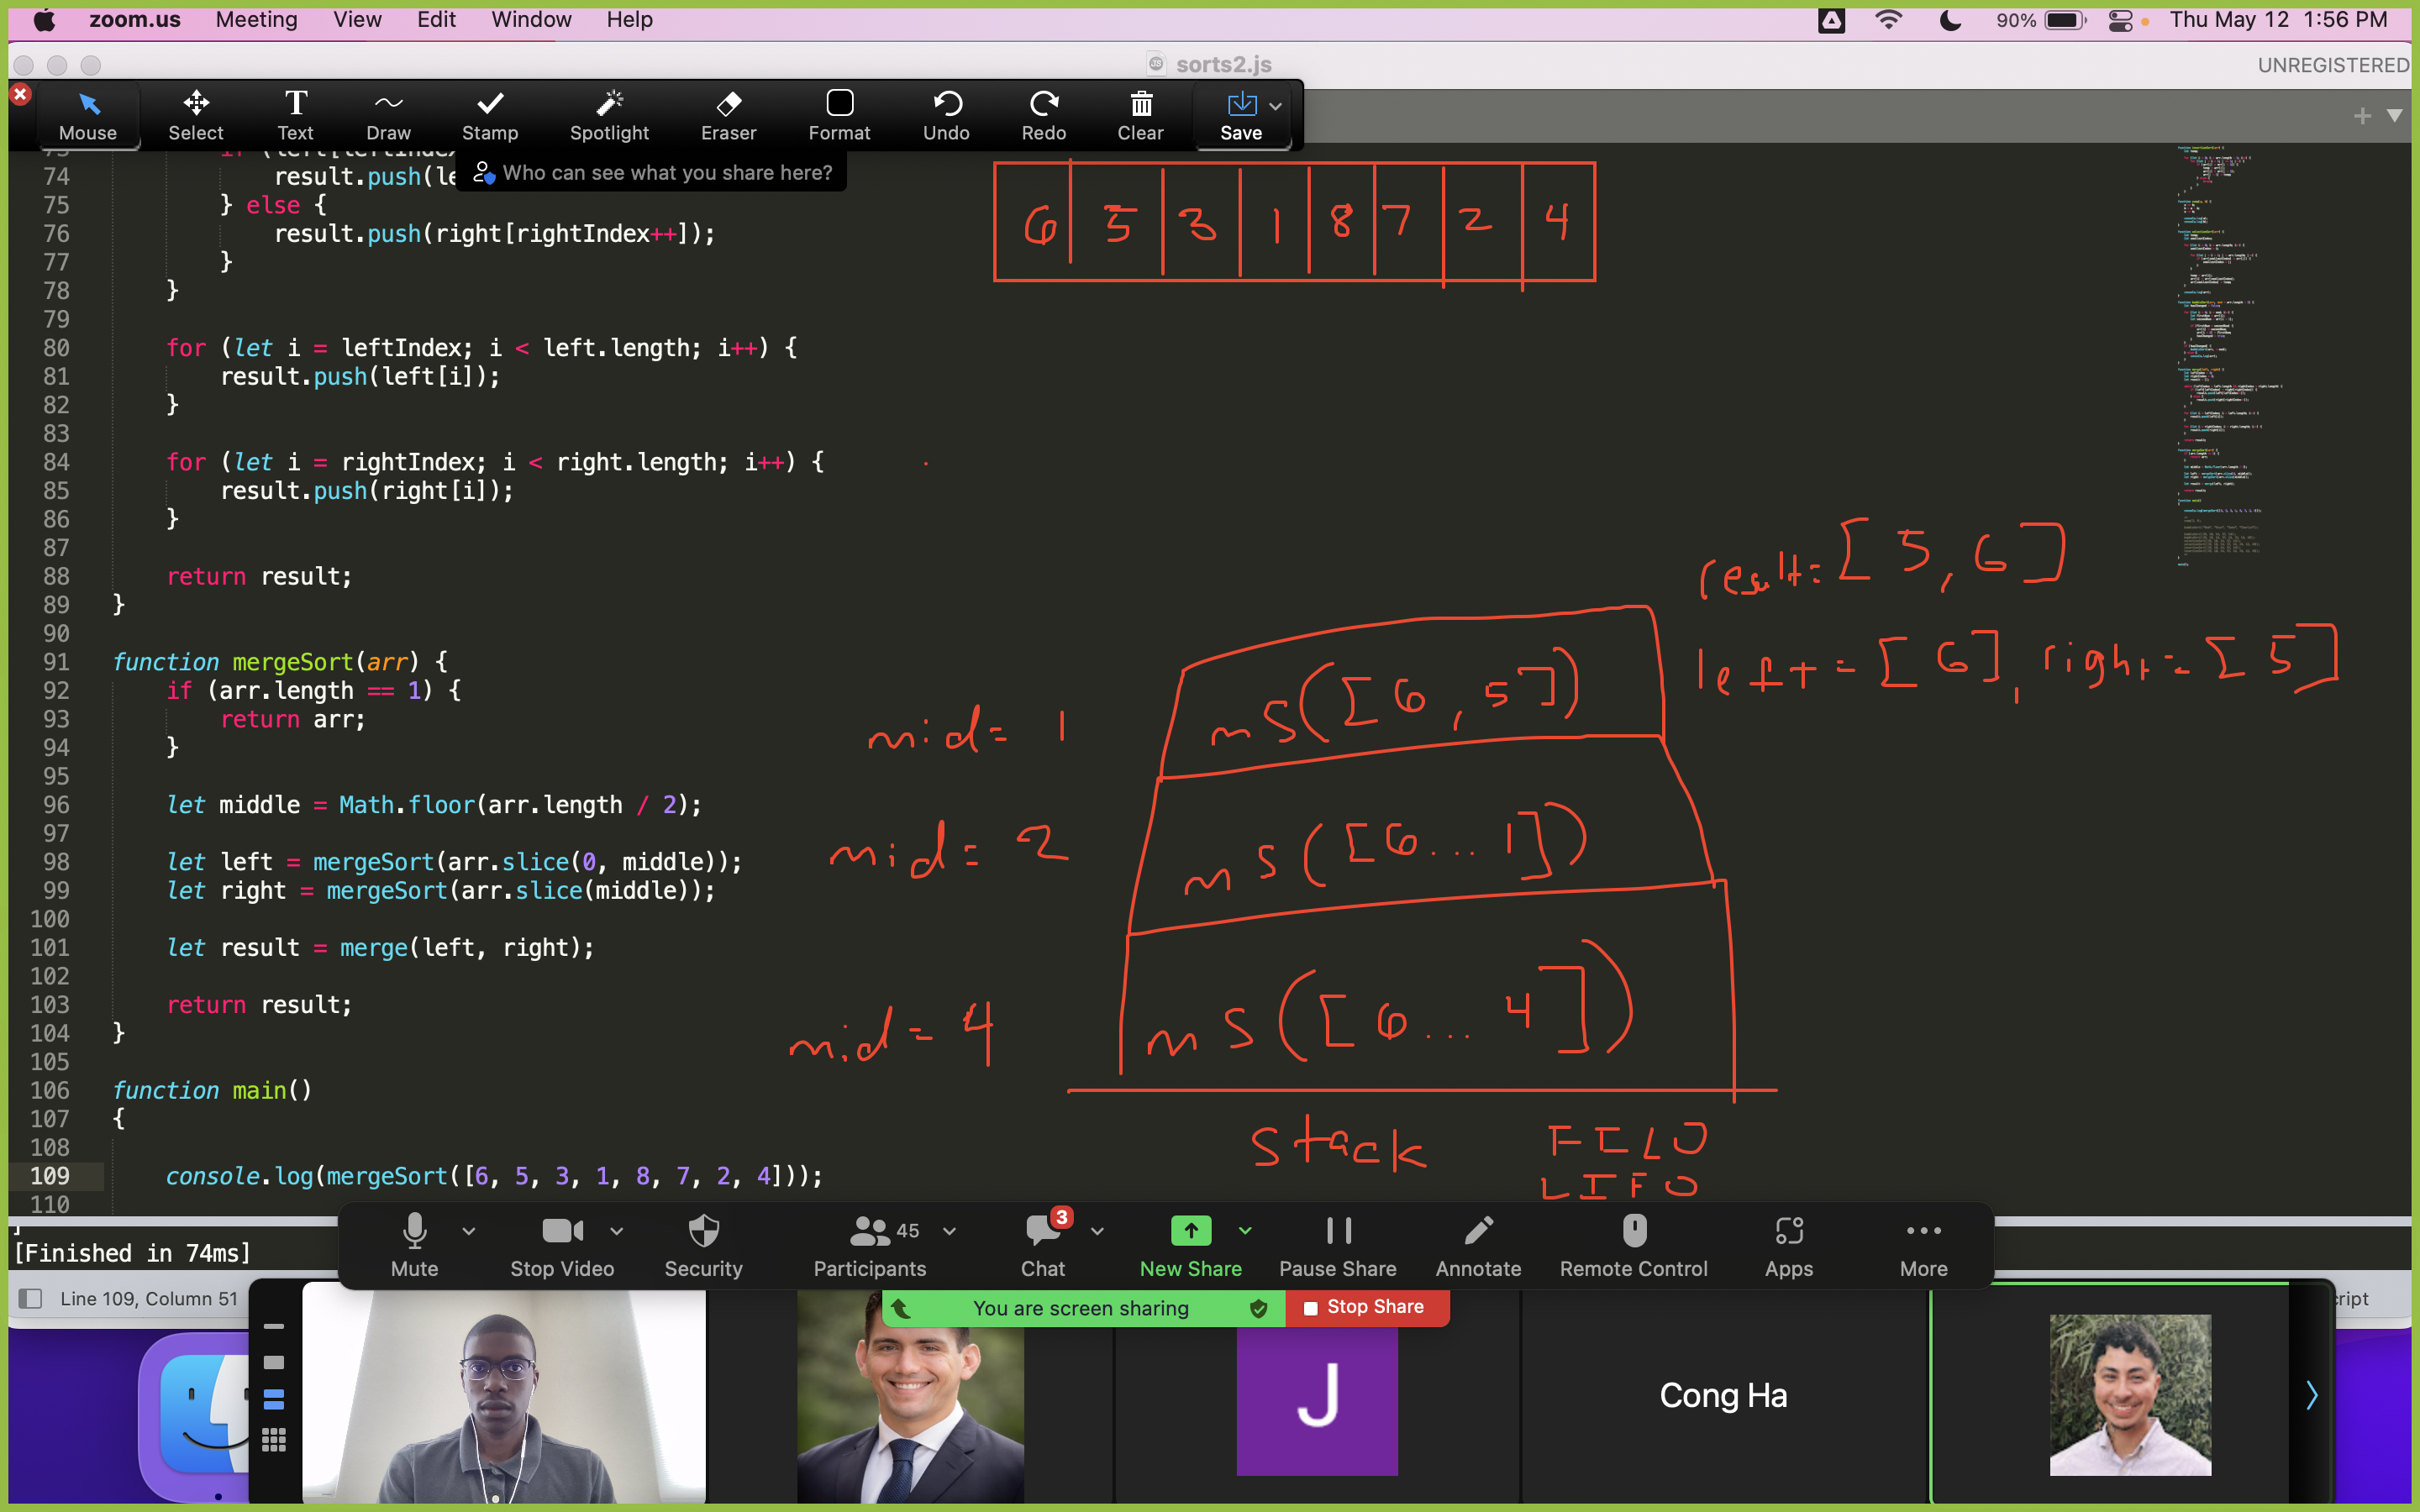 zoom.us Meeting View Edit Window Help 90% Thu May 12 1:56 PM
sorts2.js UNREGISTERED
Mouse Select Text Draw Stamp Spotlight Eraser Format Undo Redo Clear Save
Who can see what you share here?
74 result.push(le
75 } else {
76 result.push(right[rightIndex++]);
77 }
78 }
79
80 for (let i = leftIndex; i < left.length; i++) {
81 result.push(left[i]);
82 }
83
84 for (let i = rightIndex; i < right.length; i++) {
85 result.push(right[i]);
86 }
87
88 return result;
89 }
90
91 function mergeSort(arr) {
92 if (arr.length == 1) {
93 return arr;
94 }
95
96 let middle = Math.floor(arr.length / 2);
97
98 let left = mergeSort(arr.slice(0, middle));
99 let right = mergeSort(arr.slice(middle));
100
101 let result = merge(left, right);
102
103 return result;
104 }
105
106 function main()
107 {
108
109 console.log(mergeSort([6, 5, 3, 1, 8, 7, 2, 4]));
110
6 5 3 1 8 7 2 4
result = [5, 6]
left = [6], right = [5]
mid = 1 mS([6, 5])
mid = 2 mS([6... 1])
mid = 4 mS([6... 4])
Stack FILO
LIFO
[Finished in 74ms]
Line 109, Column 51
Mute Stop Video Security Participants 45 Chat 3 New Share Pause Share Annotate Remote Control Apps More
You are screen sharing Stop Share
J
Cong Ha